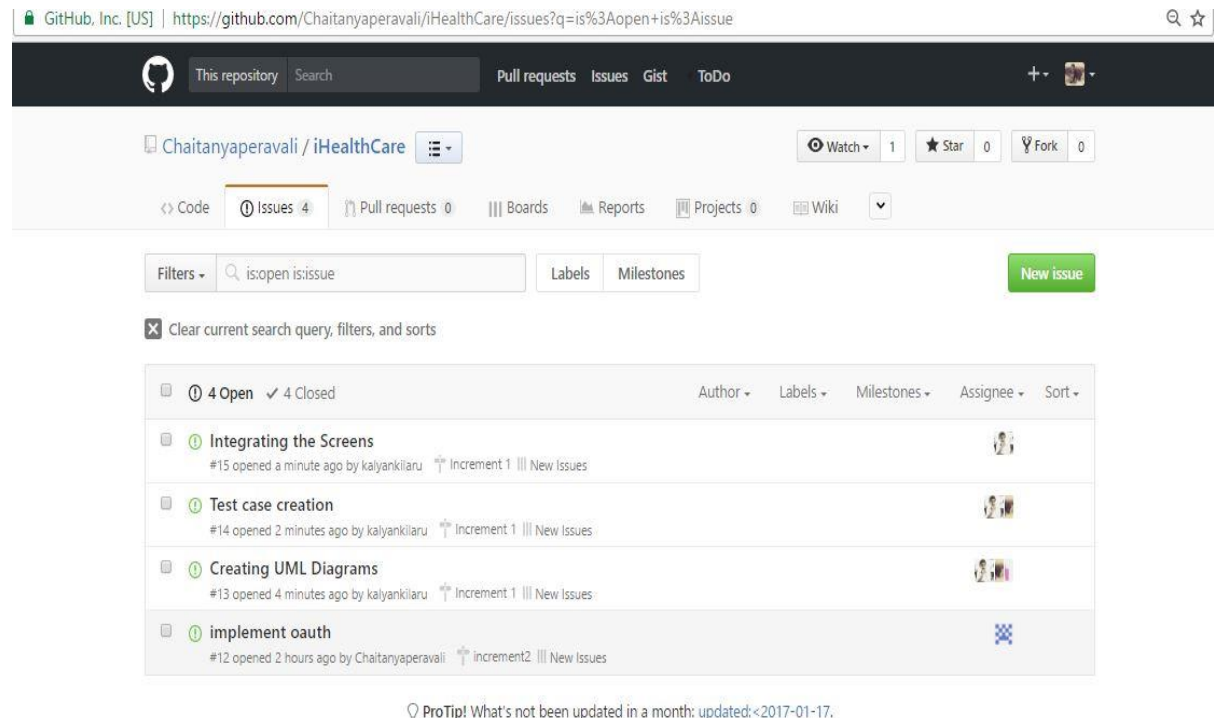 GitHub, Inc. [US] | https://github.com/Chaitanyaperavali/iHealthCare/issues?q=is%3Aopen+is%3Aissue
This repository Search Pull requests Issues Gist ToDo
Chaitanyaperavali / iHealthCare Watch 1 Star 0 Fork 0
Code Issues 4 Pull requests 0 Boards Reports Projects 0 Wiki
Filters is:open is:issue Labels Milestones New issue
Clear current search query, filters, and sorts
4 Open 4 Closed Author Labels Milestones Assignee Sort
Integrating the Screens
#15 opened a minute ago by kalyankilaru Increment 1 New Issues
Test case creation
#14 opened 2 minutes ago by kalyankilaru Increment 1 New Issues
Creating UML Diagrams
#13 opened 4 minutes ago by kalyankilaru Increment 1 New Issues
implement oauth
#12 opened 2 hours ago by Chaitanyaperavali increment2 New Issues
ProTip! What's not been updated in a month: updated:<2017-01-17.